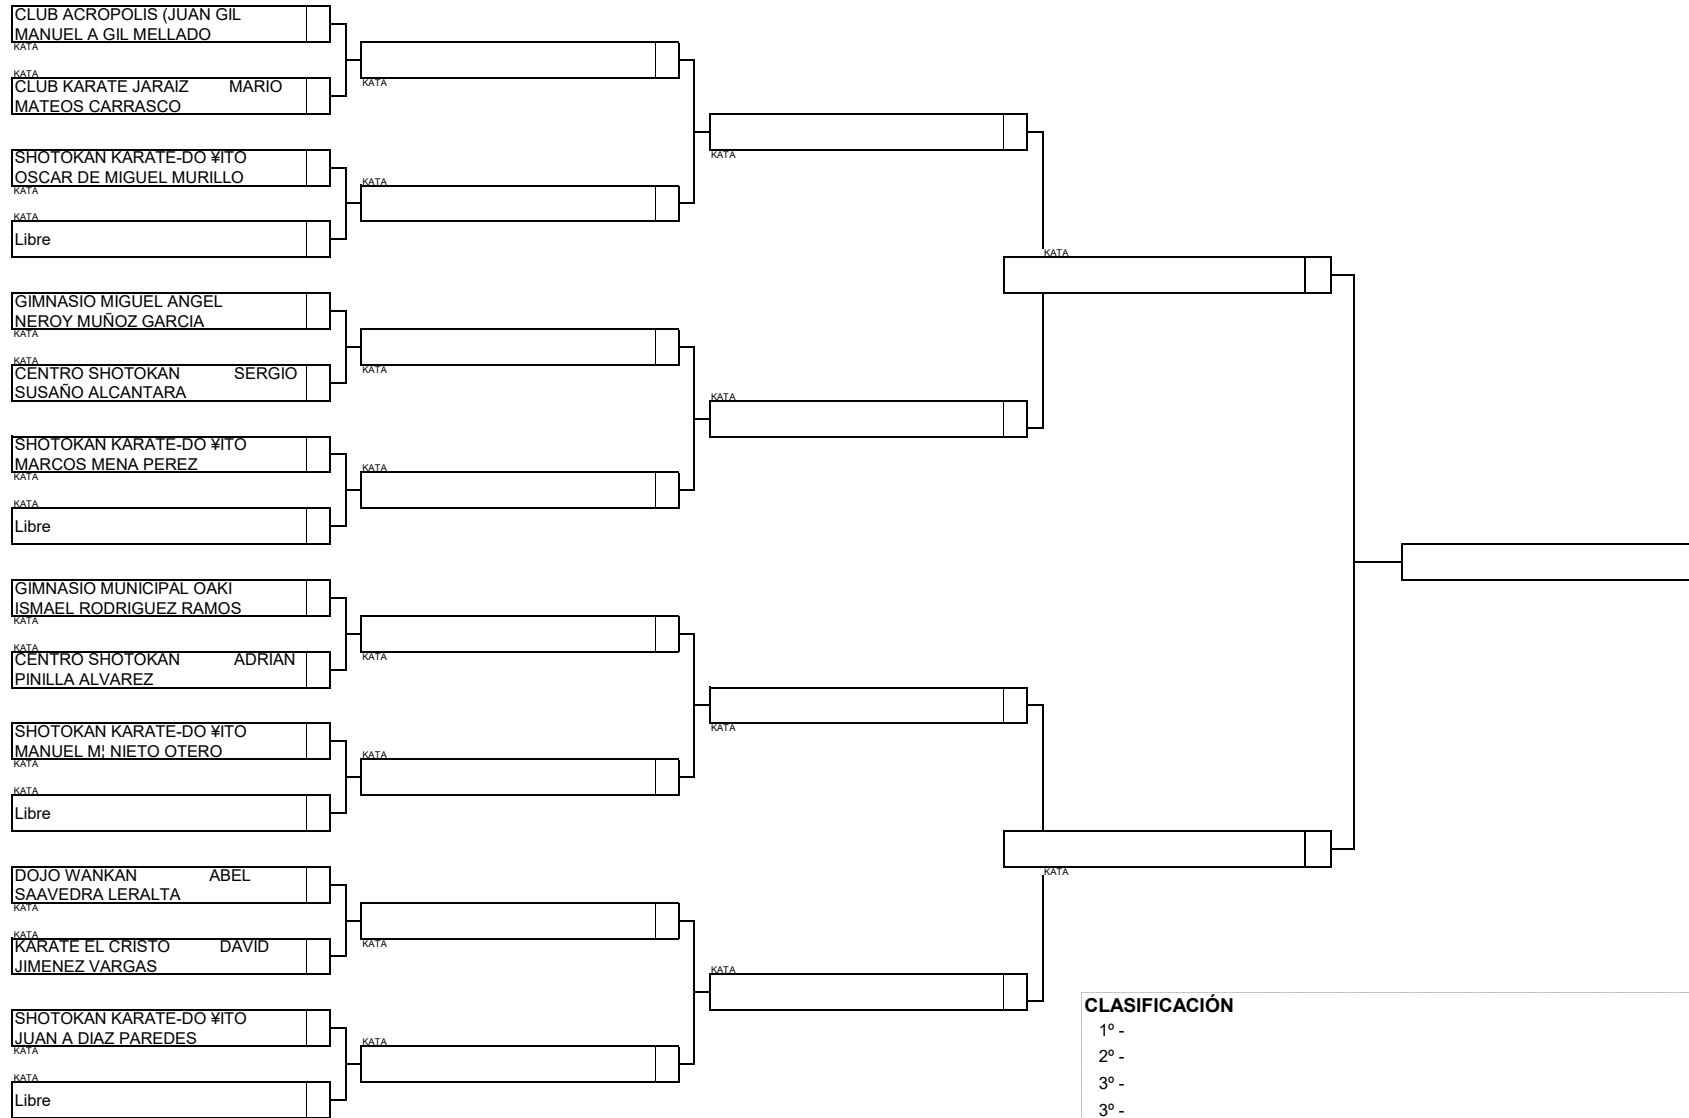 CLUB ACROPOLIS (JUAN GIL
MANUEL A GIL MELLADO
KATA
KATA
CLUB KARATE JARAIZ MARIO
MATEOS CARRASCO
KATA
KATA
SHOTOKAN KARATE-DO ¥ITO
OSCAR DE MIGUEL MURILLO
KATA
KATA
KATA
Libre
KATA
GIMNASIO MIGUEL ANGEL
NEROY MUÑOZ GARCIA
KATA
KATA
CENTRO SHOTOKAN SERGIO
SUSAÑO ALCANTARA
KATA
KATA
SHOTOKAN KARATE-DO ¥ITO
MARCOS MENA PEREZ
KATA
KATA
KATA
Libre
GIMNASIO MUNICIPAL OAKI
ISMAEL RODRIGUEZ RAMOS
KATA
KATA
CENTRO SHOTOKAN ADRIAN
PINILLA ALVAREZ
KATA
SHOTOKAN KARATE-DO ¥ITO
MANUEL M¦ NIETO OTERO
KATA
KATA
KATA
KATA
Libre
DOJO WANKAN ABEL
SAAVEDRA LERALTA
KATA
KATA
KATA
KARATE EL CRISTO DAVID
JIMENEZ VARGAS
KATA
KATA
SHOTOKAN KARATE-DO ¥ITO
JUAN A DIAZ PAREDES
KATA
KATA
KATA
Libre
CLASIFICACIÓN
1º -
2º -
3º -
3º -